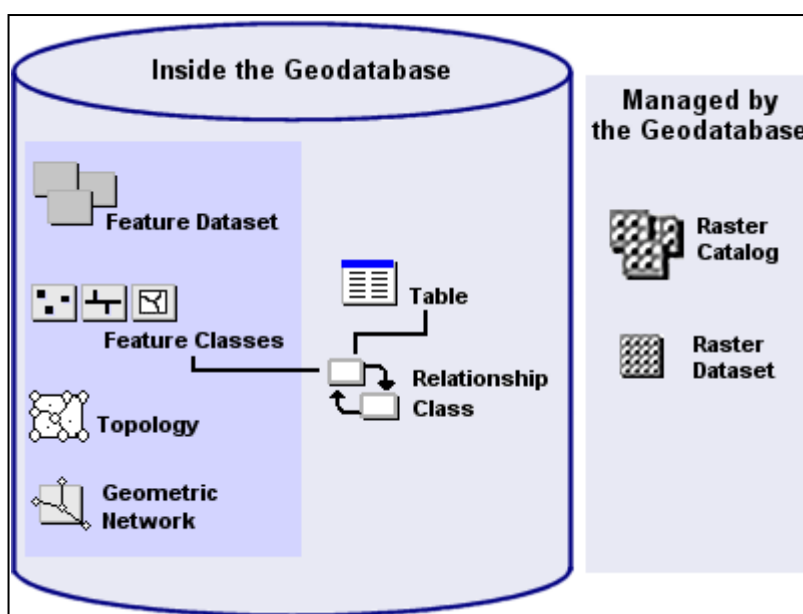 Inside the Geodatabase
Feature Dataset
Feature Classes
Topology
Geometric
Network
Table
Relationship
Class
Managed by
the Geodatabase
Raster
Catalog
Raster
Dataset